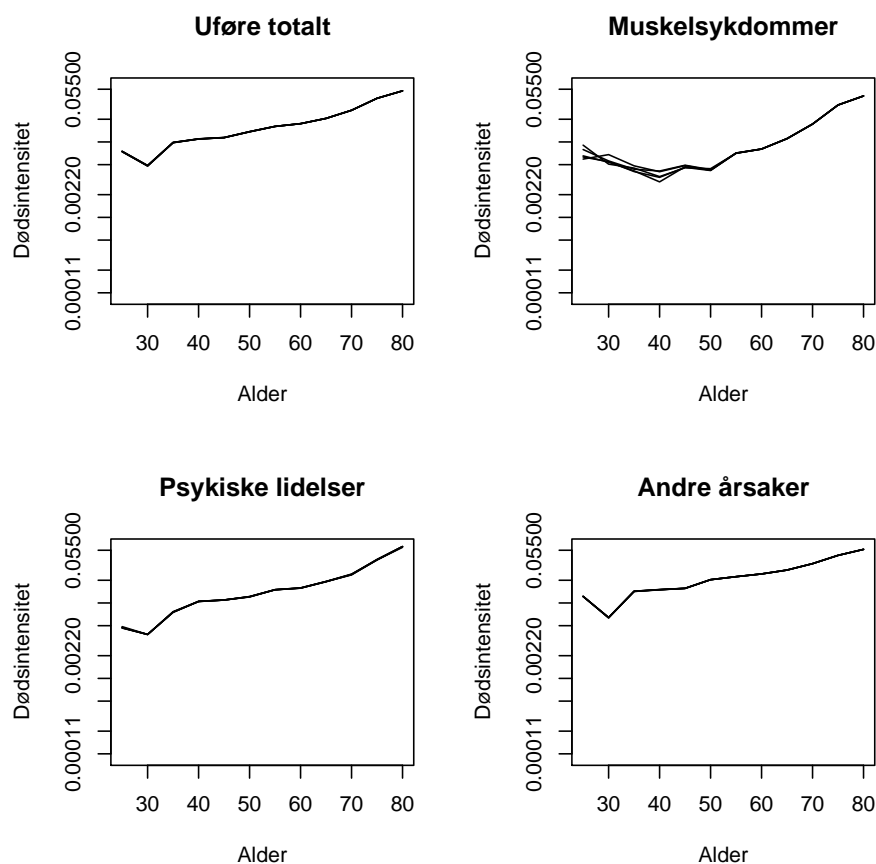 Uføre totalt
Dødsintensitet
0.00011 0.00220 0.05500
30 40 50 60 70 80
Alder
Muskelsykdommer
Dødsintensitet
0.00011 0.00220 0.05500
30 40 50 60 70 80
Alder
Psykiske lidelser
Dødsintensitet
0.00011 0.00220 0.05500
30 40 50 60 70 80
Alder
Andre årsaker
Dødsintensitet
0.00011 0.00220 0.05500
30 40 50 60 70 80
Alder